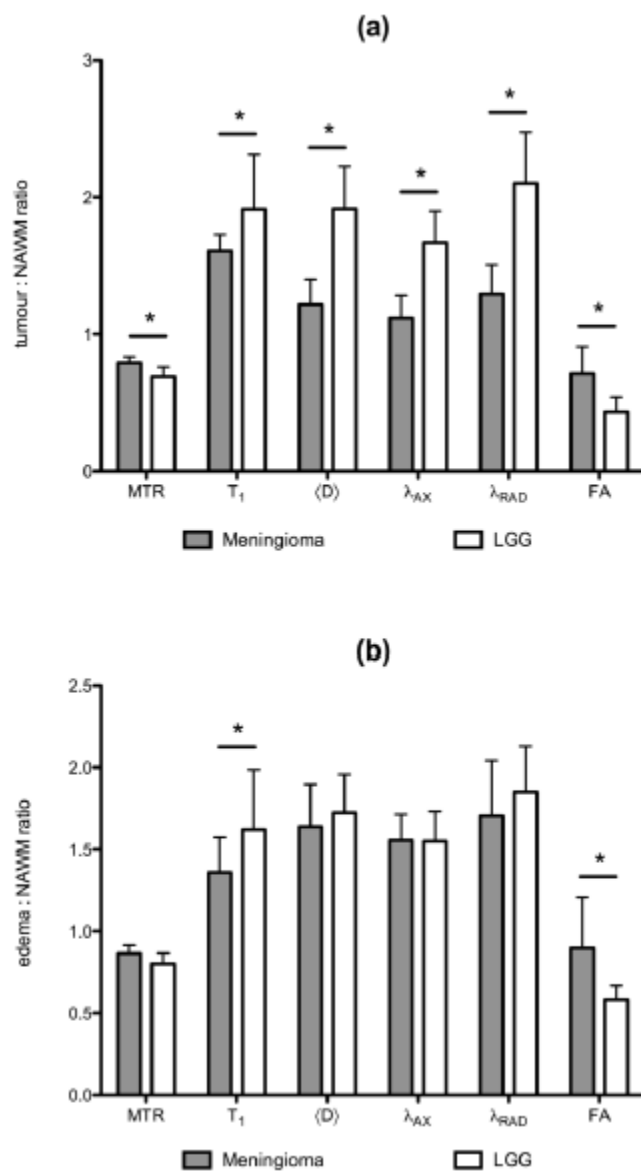 (a)
tumour : NAWM ratio
3
2
1
0
* * * * * *
MTR T₁ ⟨D⟩ λAX λRAD FA
Meningioma LGG
(b)
edema : NAWM ratio
2.5
2.0
1.5
1.0
0.5
0.0
* *
MTR T₁ ⟨D⟩ λAX λRAD FA
Meningioma LGG